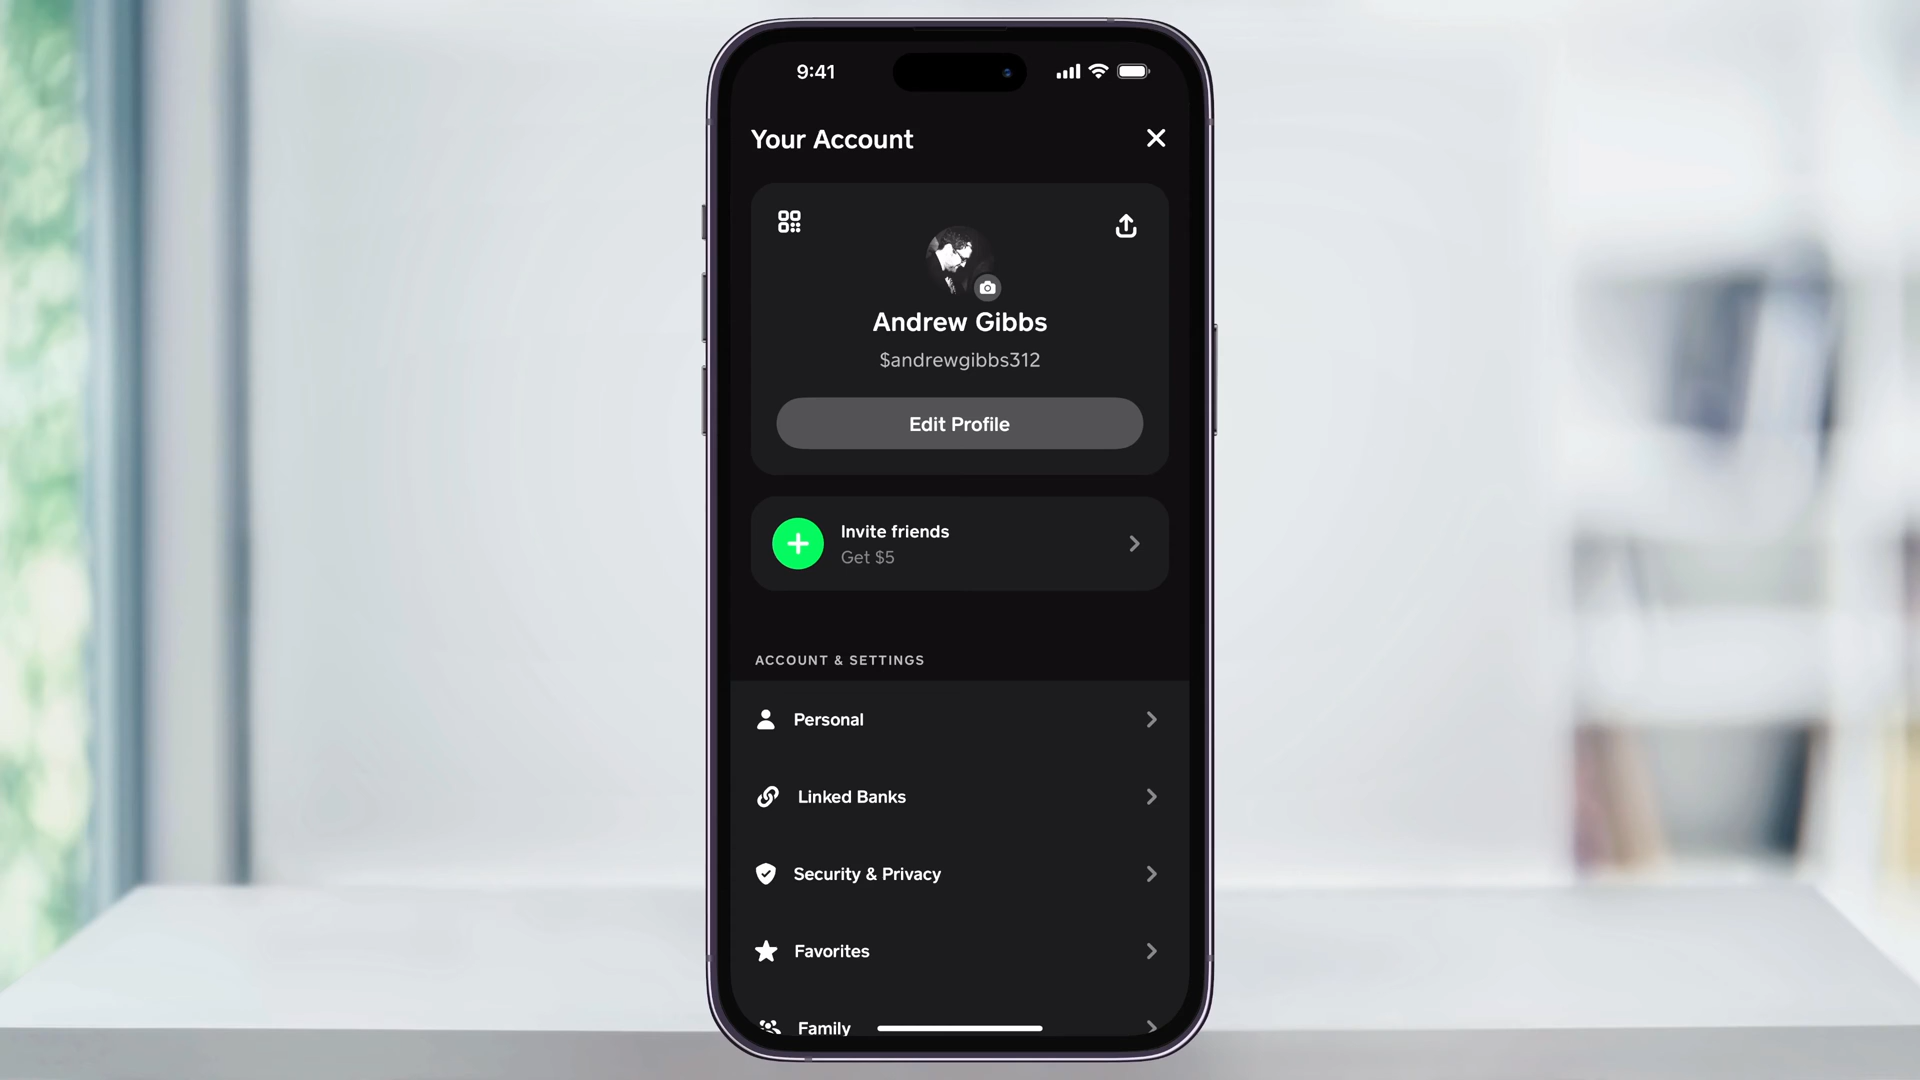 9:41
Your Account
Andrew Gibbs
$andrewgibbs312
Edit Profile
Invite friends
Get $5
ACCOUNT & SETTINGS
Personal
Linked Banks
Security & Privacy
Favorites
Family